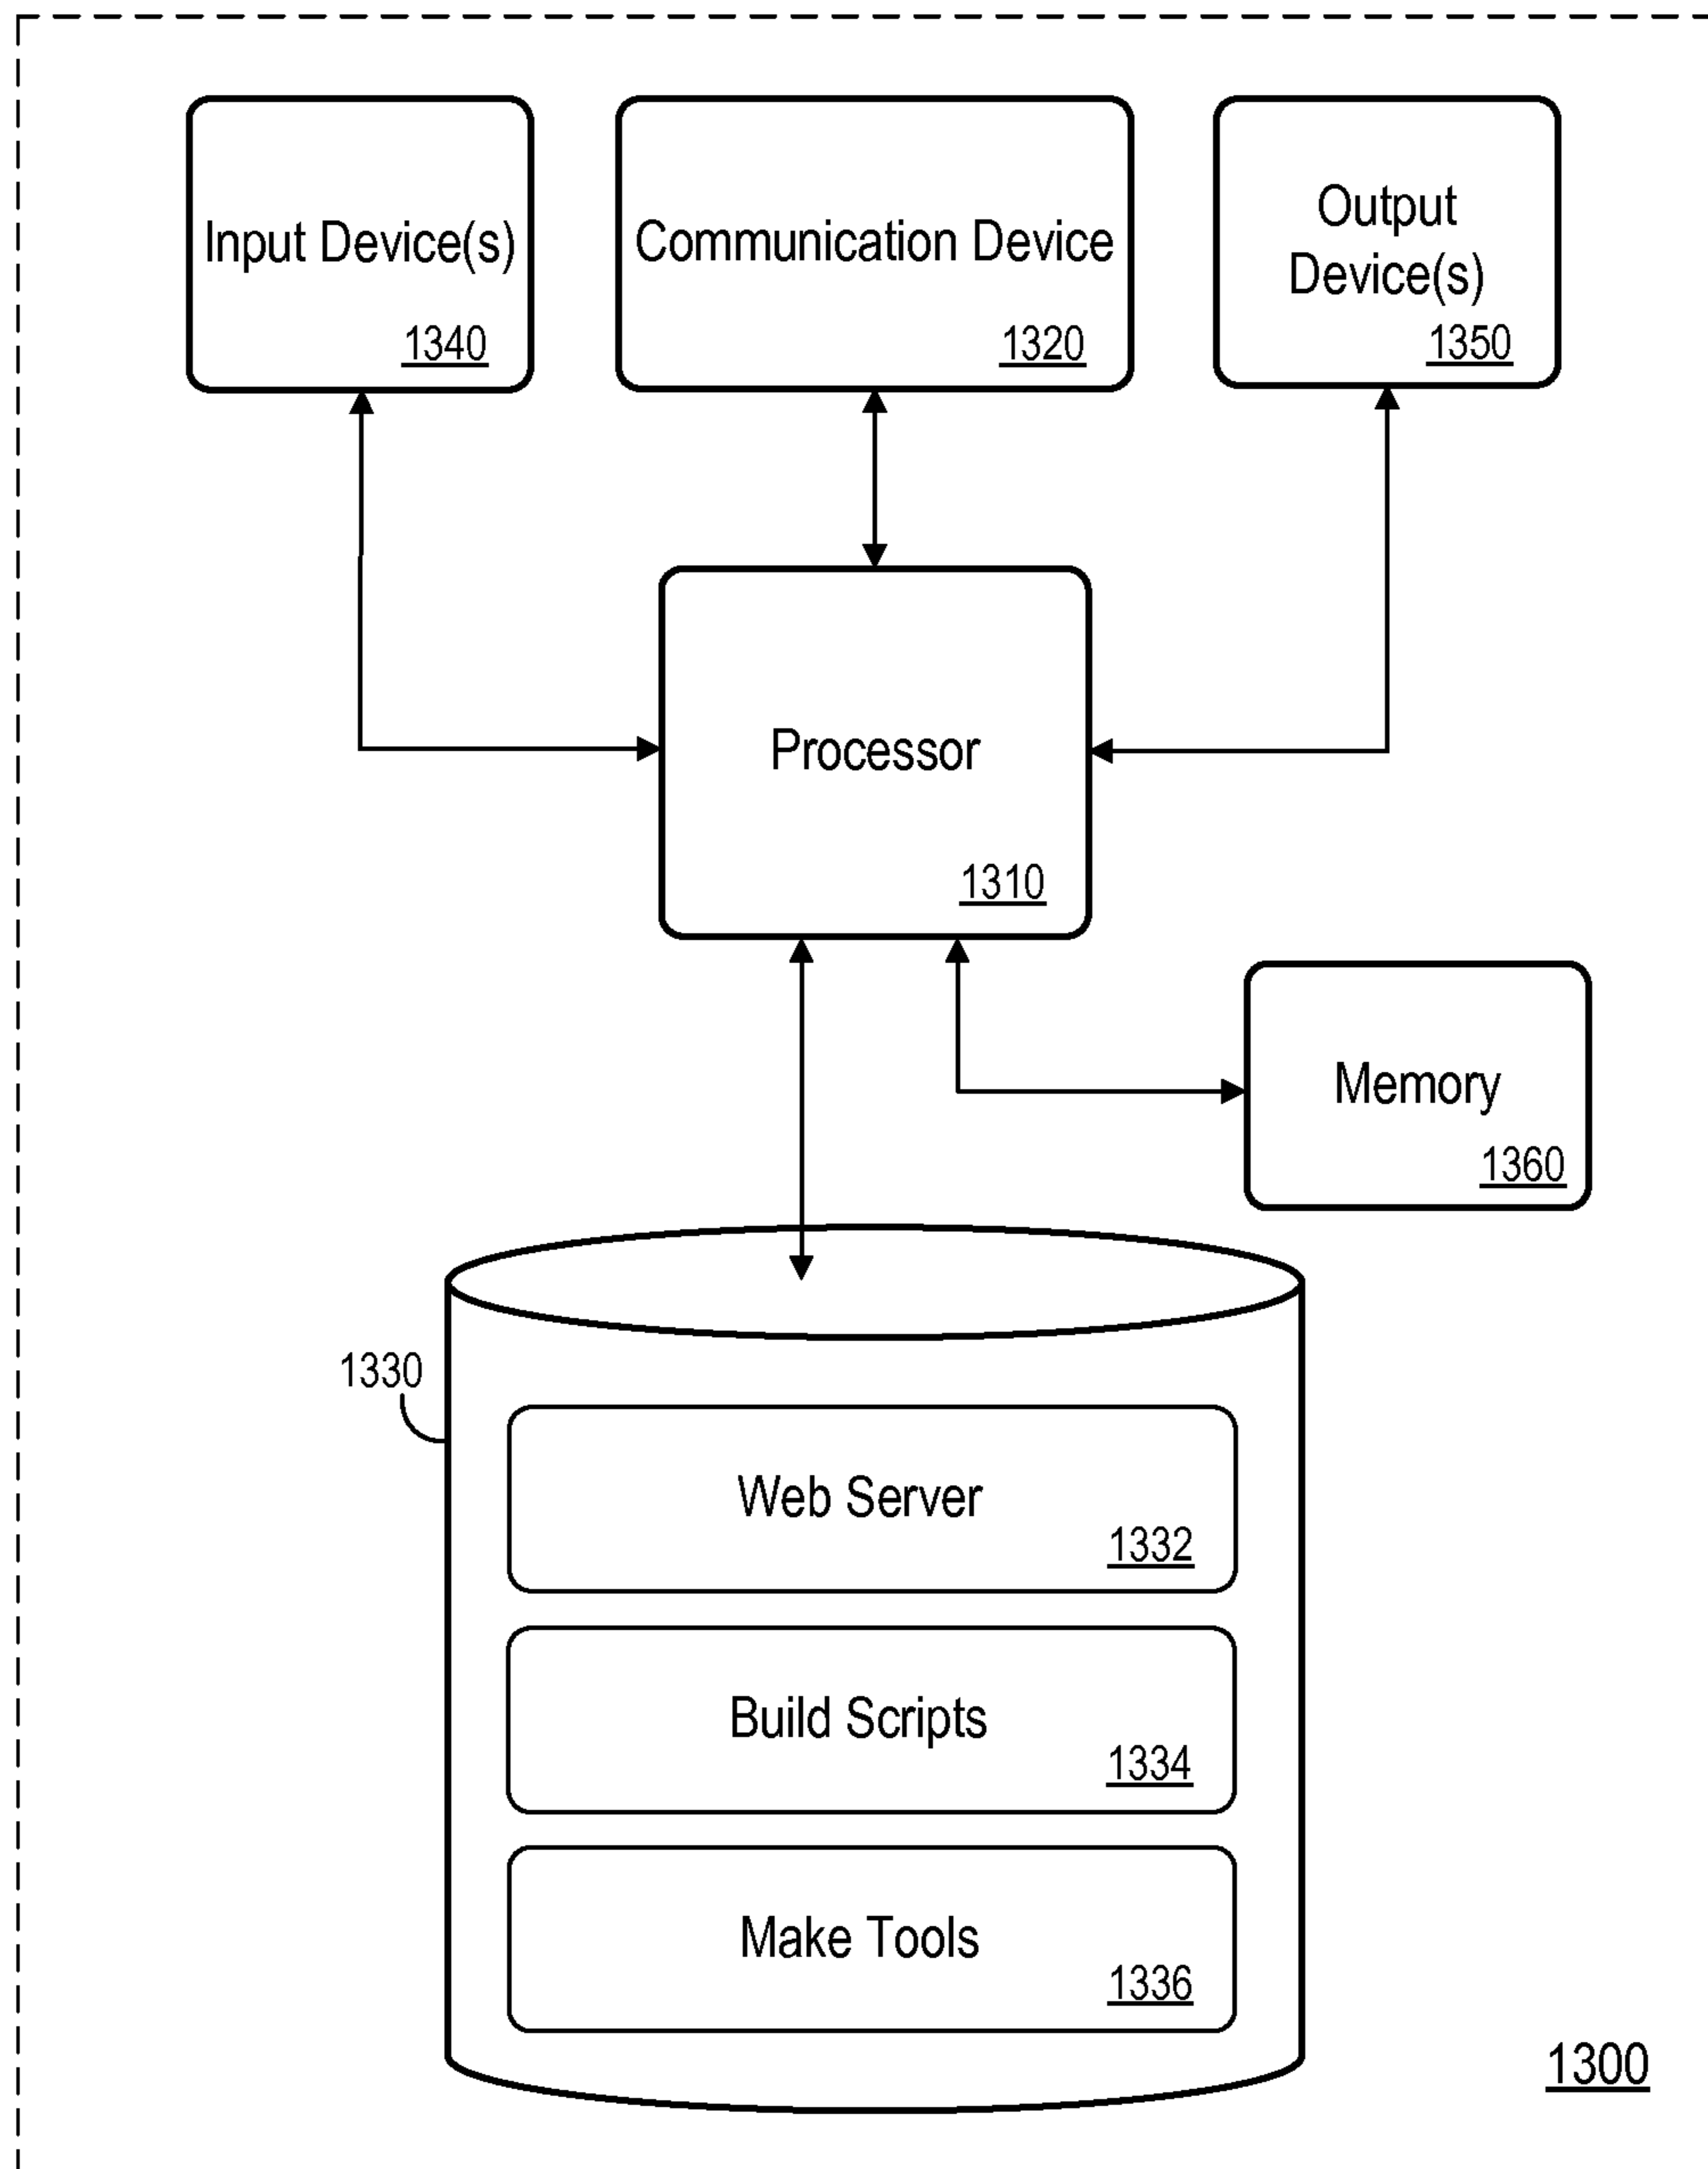 Input Device(s)
1340
Communication Device
1320
Output
Device(s)
1350
Processor
1310
Memory
1360
1330
Web Server
1332
Build Scripts
1334
Make Tools
1336
1300